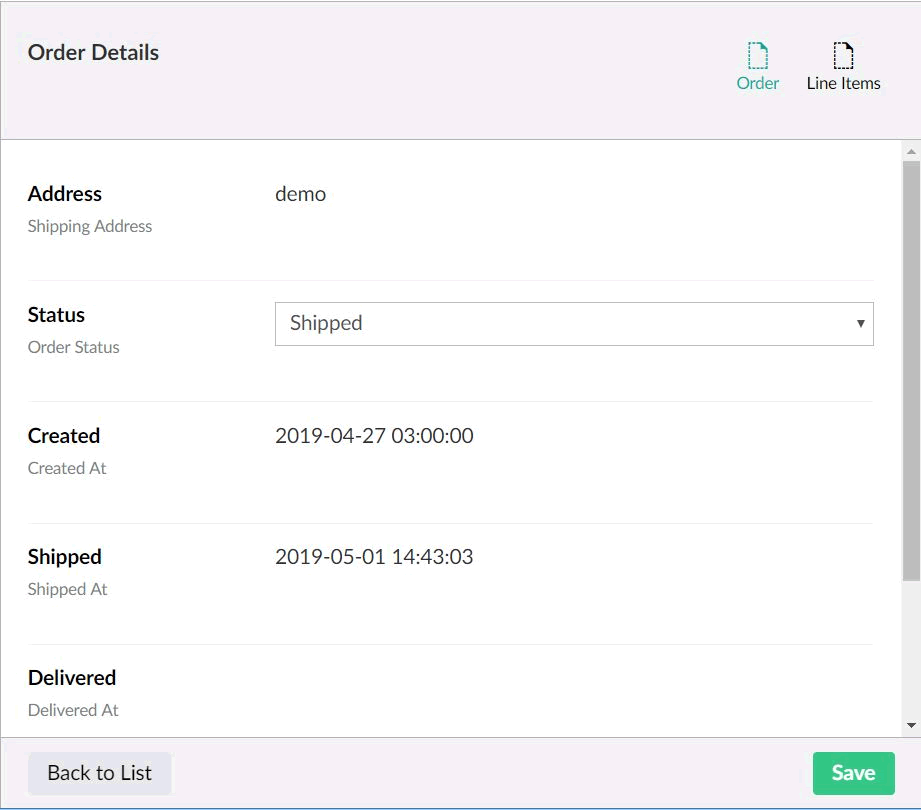 Order Details
Order
Line Items
Address
demo
Shipping Address
Status
Shipped
Order Status
Created
2019-04-27 03:00:00
Created At
Shipped
2019-05-01 14:43:03
Shipped At
Delivered
Delivered At
Back to List
Save